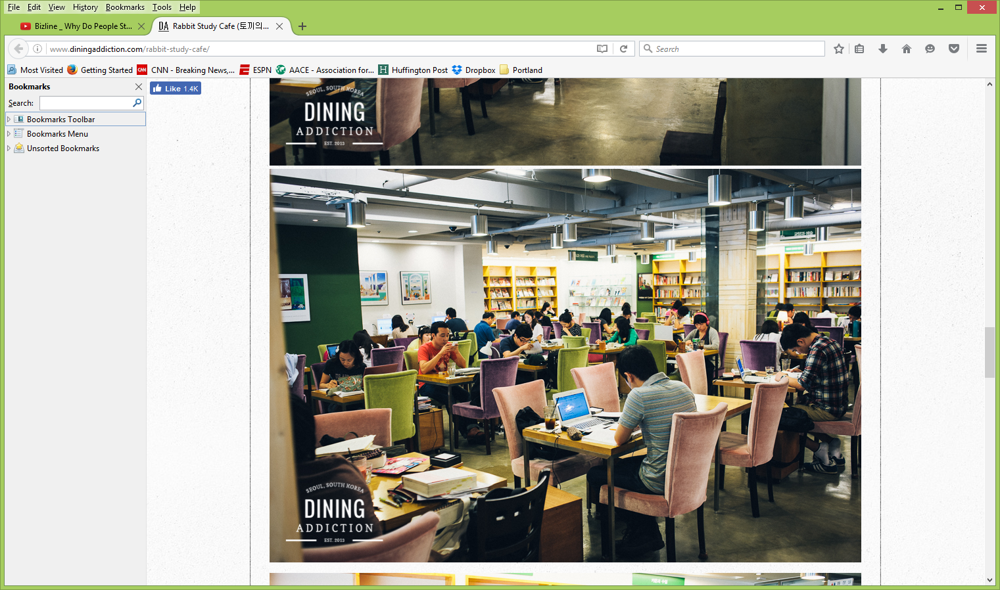 File Edit View History Bookmarks Tools Help
Bizline _ Why Do People St...
DA Rabbit Study Cafe (토끼의...
www.diningaddiction.com/rabbit-study-cafe/
Search
Most Visited Getting Started CNN - Breaking News,... ESPN AACE - Association for... Huffington Post Dropbox Portland
Bookmarks
Like 1.4K
Search:
Bookmarks Toolbar
Bookmarks Menu
Unsorted Bookmarks
SEOUL, SOUTH KOREA
DINING
ADDICTION
EST. 2013
SEOUL, SOUTH KOREA
DINING
ADDICTION
EST. 2013